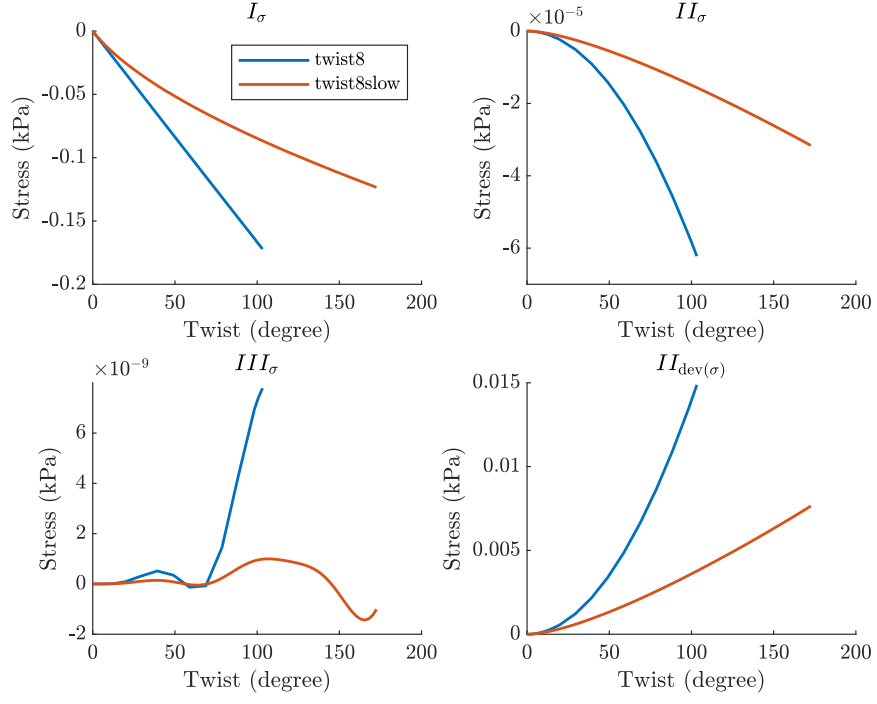 I_σ
0
-0.05
-0.1
-0.15
-0.2
Stress (kPa)
0 50 100 150 200
Twist (degree)
twist8
twist8slow
II_σ
×10⁻⁵
0
-2
-4
-6
Stress (kPa)
0 50 100 150 200
Twist (degree)
III_σ
×10⁻⁹
6
4
2
0
-2
Stress (kPa)
0 50 100 150 200
Twist (degree)
II_dev(σ)
0.015
0.01
0.005
0
Stress (kPa)
0 50 100 150 200
Twist (degree)